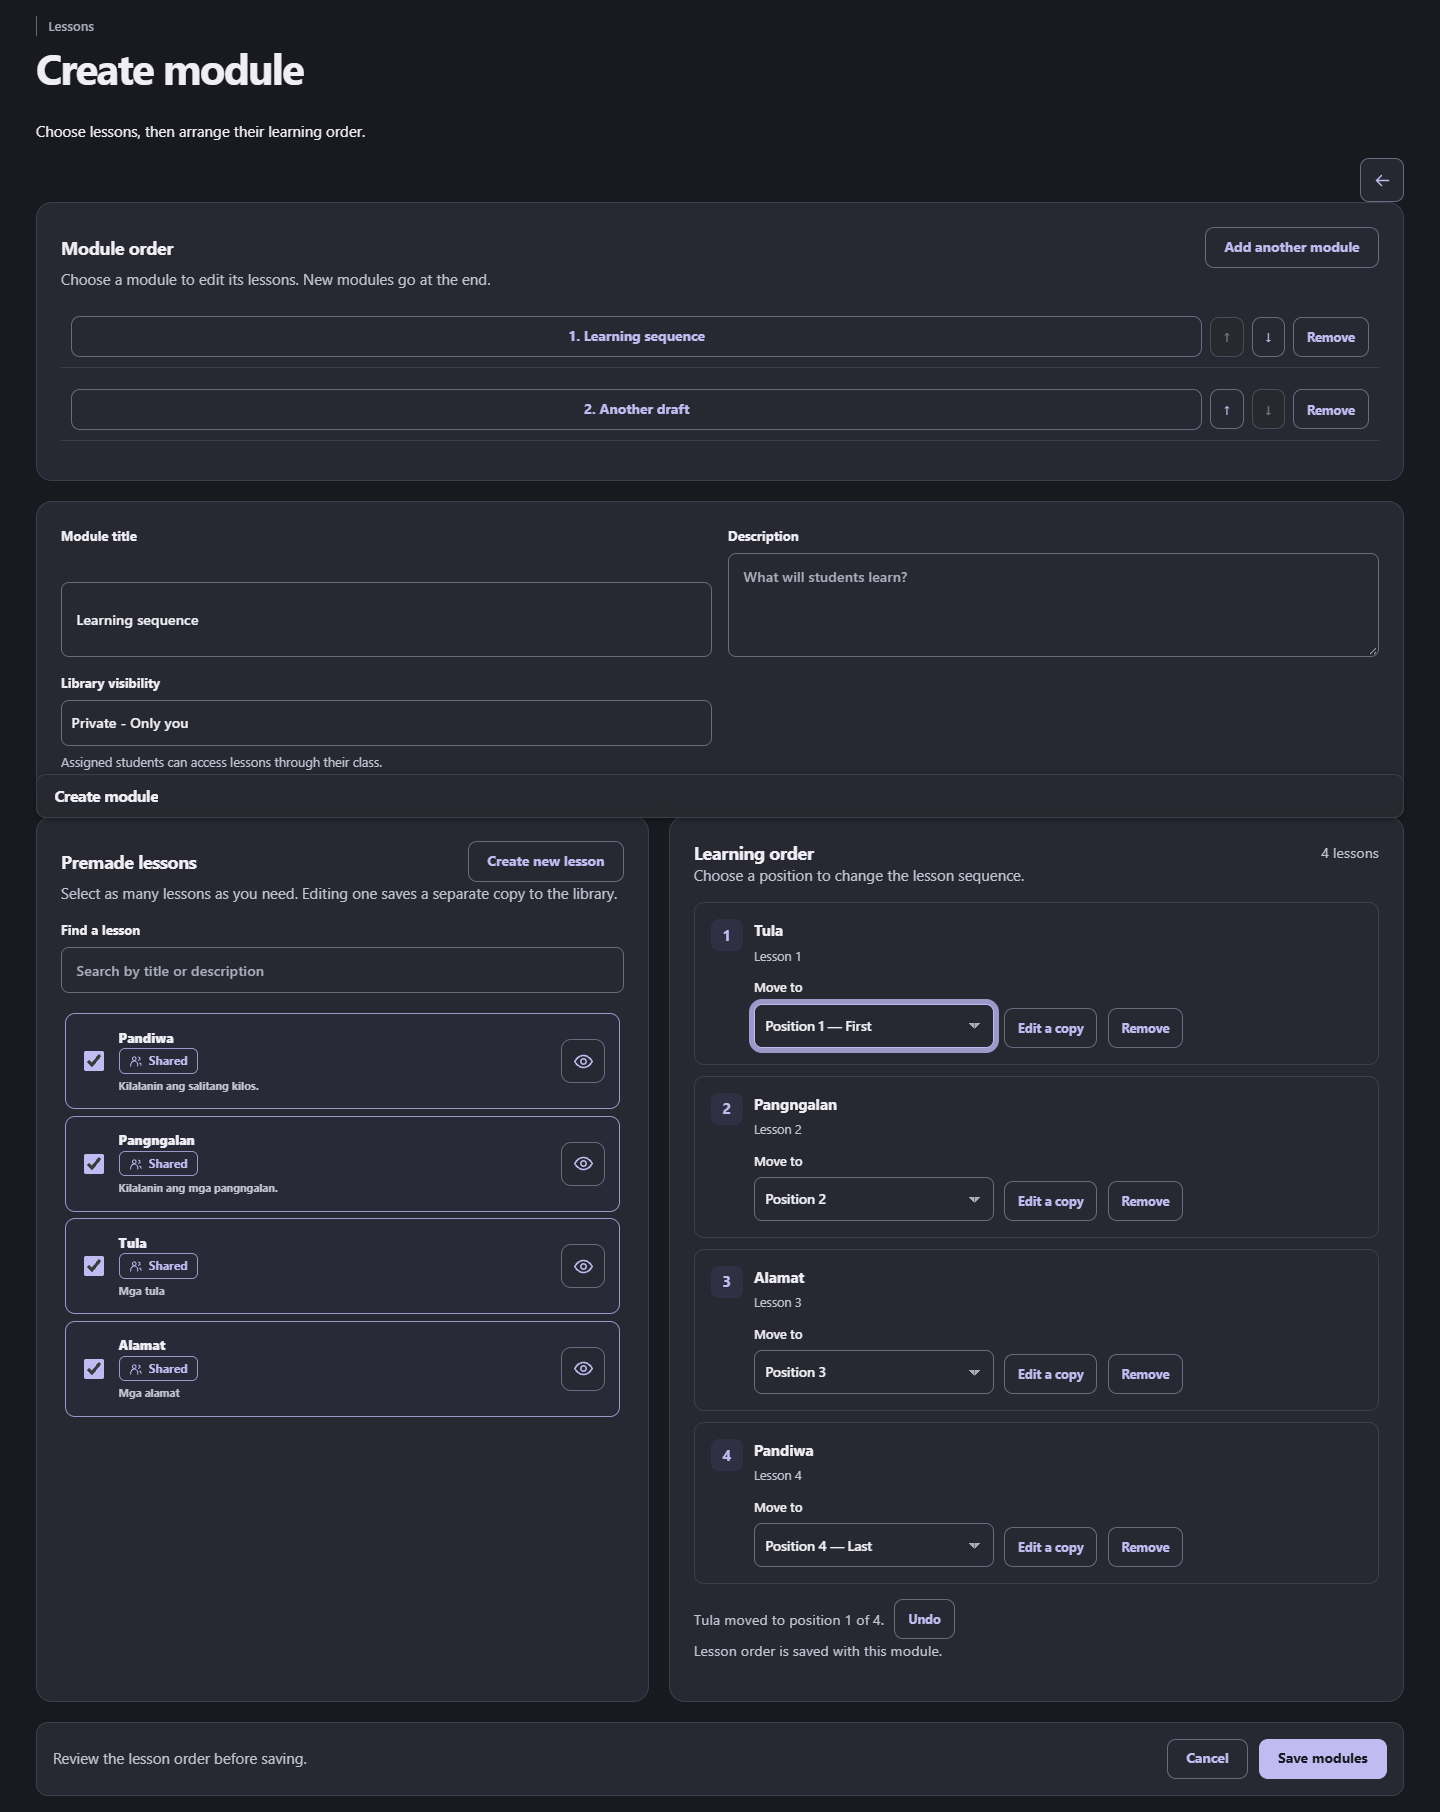 Lessons
Create module
Choose lessons, then arrange their learning order.
←
Module order
Add another module
Choose a module to edit its lessons. New modules go at the end.
1. Learning sequence
↑
↓
Remove
2. Another draft
↑
↓
Remove
Module title
Learning sequence
Description
What will students learn?
Library visibility
Private - Only you
Assigned students can access lessons through their class.
Create module
Premade lessons
Create new lesson
Select as many lessons as you need. Editing one saves a separate copy to the library.
Find a lesson
Search by title or description
Pandiwa
Shared
Kilalanin ang salitang kilos.
Pangngalan
Shared
Kilalanin ang mga pangngalan.
Tula
Shared
Mga tula
Alamat
Shared
Mga alamat
Learning order
4 lessons
Choose a position to change the lesson sequence.
1
Tula
Lesson 1
Move to
Position 1 — First
Edit a copy
Remove
2
Pangngalan
Lesson 2
Move to
Position 2
Edit a copy
Remove
3
Alamat
Lesson 3
Move to
Position 3
Edit a copy
Remove
4
Pandiwa
Lesson 4
Move to
Position 4 — Last
Edit a copy
Remove
Tula moved to position 1 of 4.
Undo
Lesson order is saved with this module.
Review the lesson order before saving.
Cancel
Save modules